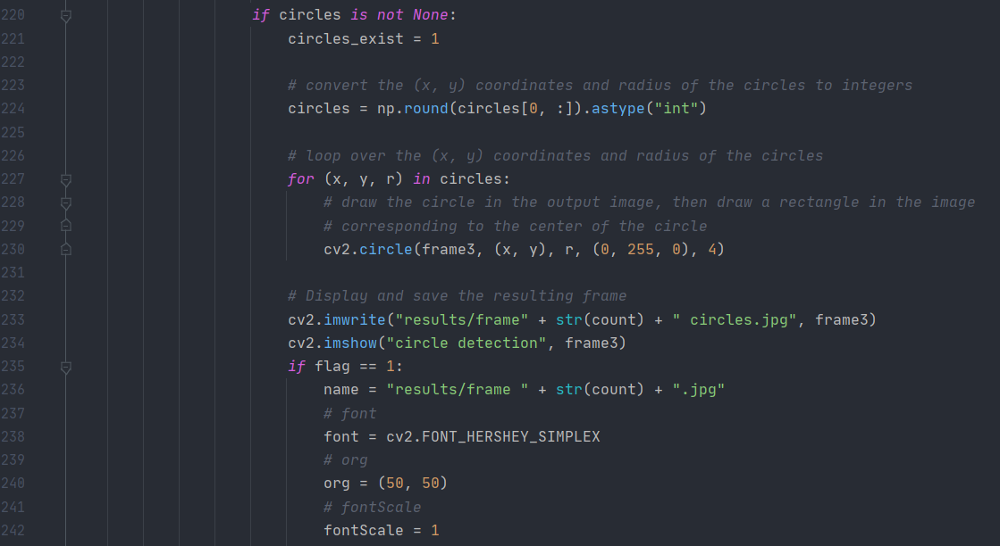 220 if circles is not None:
221 circles_exist = 1
222
223 # convert the (x, y) coordinates and radius of the circles to integers
224 circles = np.round(circles[0, :]).astype("int")
225
226 # loop over the (x, y) coordinates and radius of the circles
227 for (x, y, r) in circles:
228 # draw the circle in the output image, then draw a rectangle in the image
229 # corresponding to the center of the circle
230 cv2.circle(frame3, (x, y), r, (0, 255, 0), 4)
231
232 # Display and save the resulting frame
233 cv2.imwrite("results/frame" + str(count) + " circles.jpg", frame3)
234 cv2.imshow("circle detection", frame3)
235 if flag == 1:
236 name = "results/frame " + str(count) + ".jpg"
237 # font
238 font = cv2.FONT_HERSHEY_SIMPLEX
239 # org
240 org = (50, 50)
241 # fontScale
242 fontScale = 1